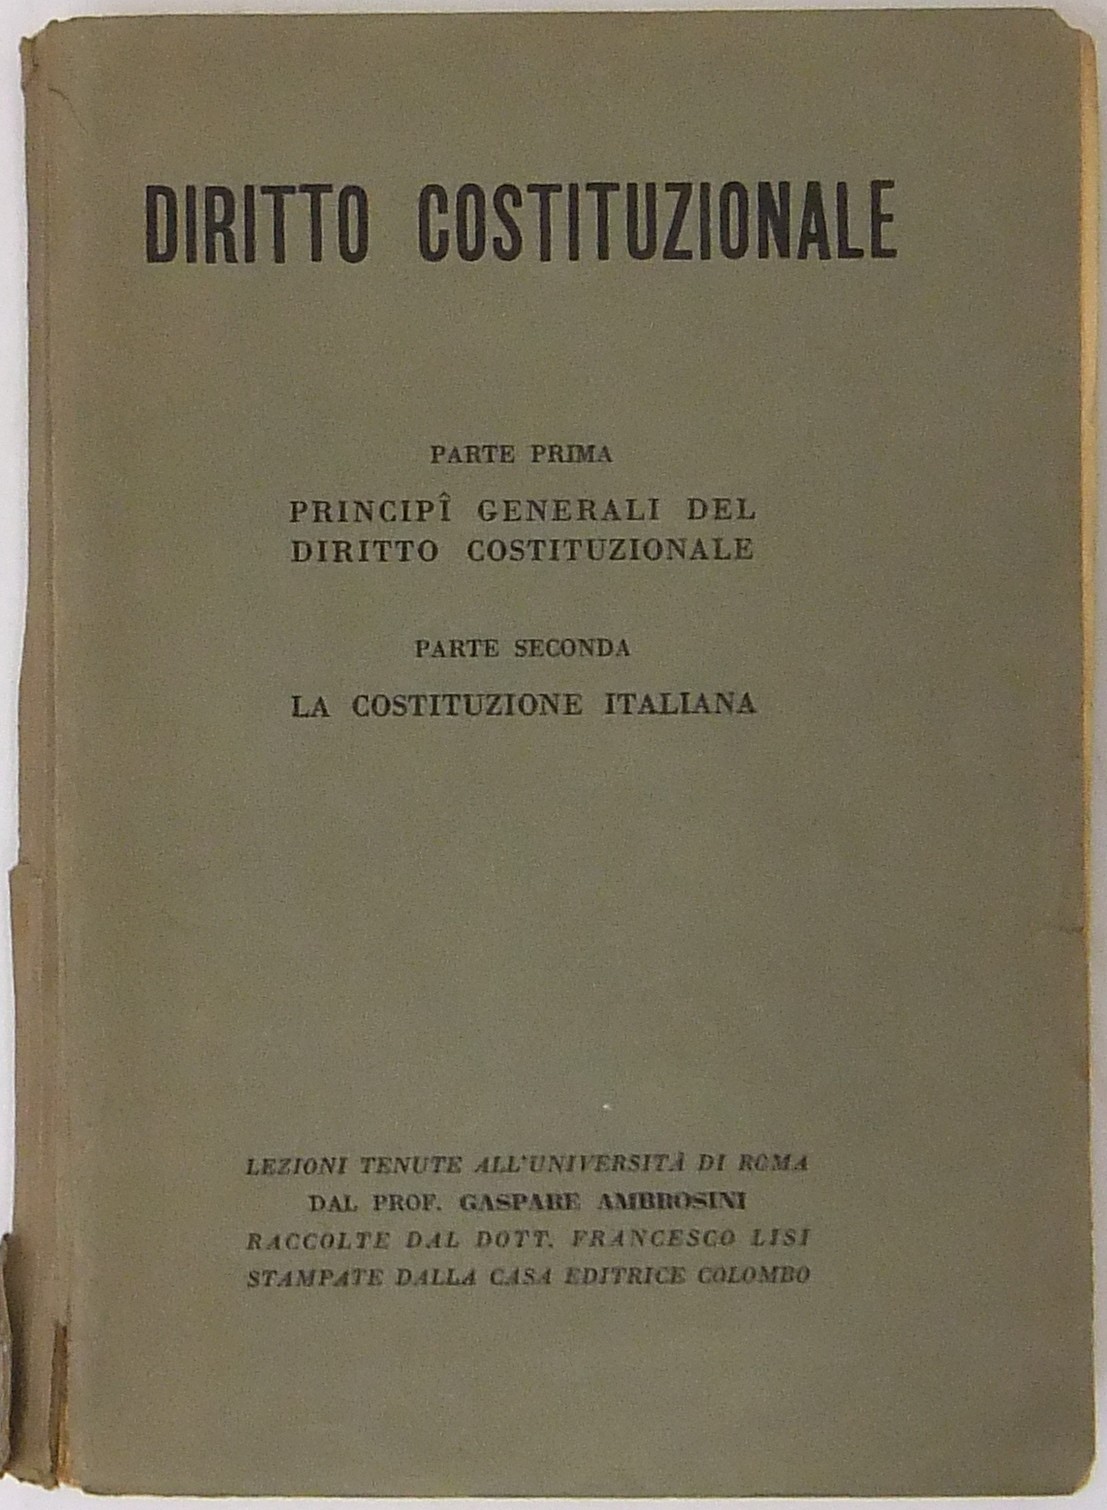 DIRITTO COSTITUZIONALE
PARTE PRIMA
PRINCIPÎ GENERALI DEL
DIRITTO COSTITUZIONALE
PARTE SECONDA
LA COSTITUZIONE ITALIANA
LEZIONI TENUTE ALL'UNIVERSITÀ DI ROMA
DAL PROF. GASPARE AMBROSINI
RACCOLTE DAL DOTT. FRANCESCO LISI
STAMPATE DALLA CASA EDITRICE COLOMBO